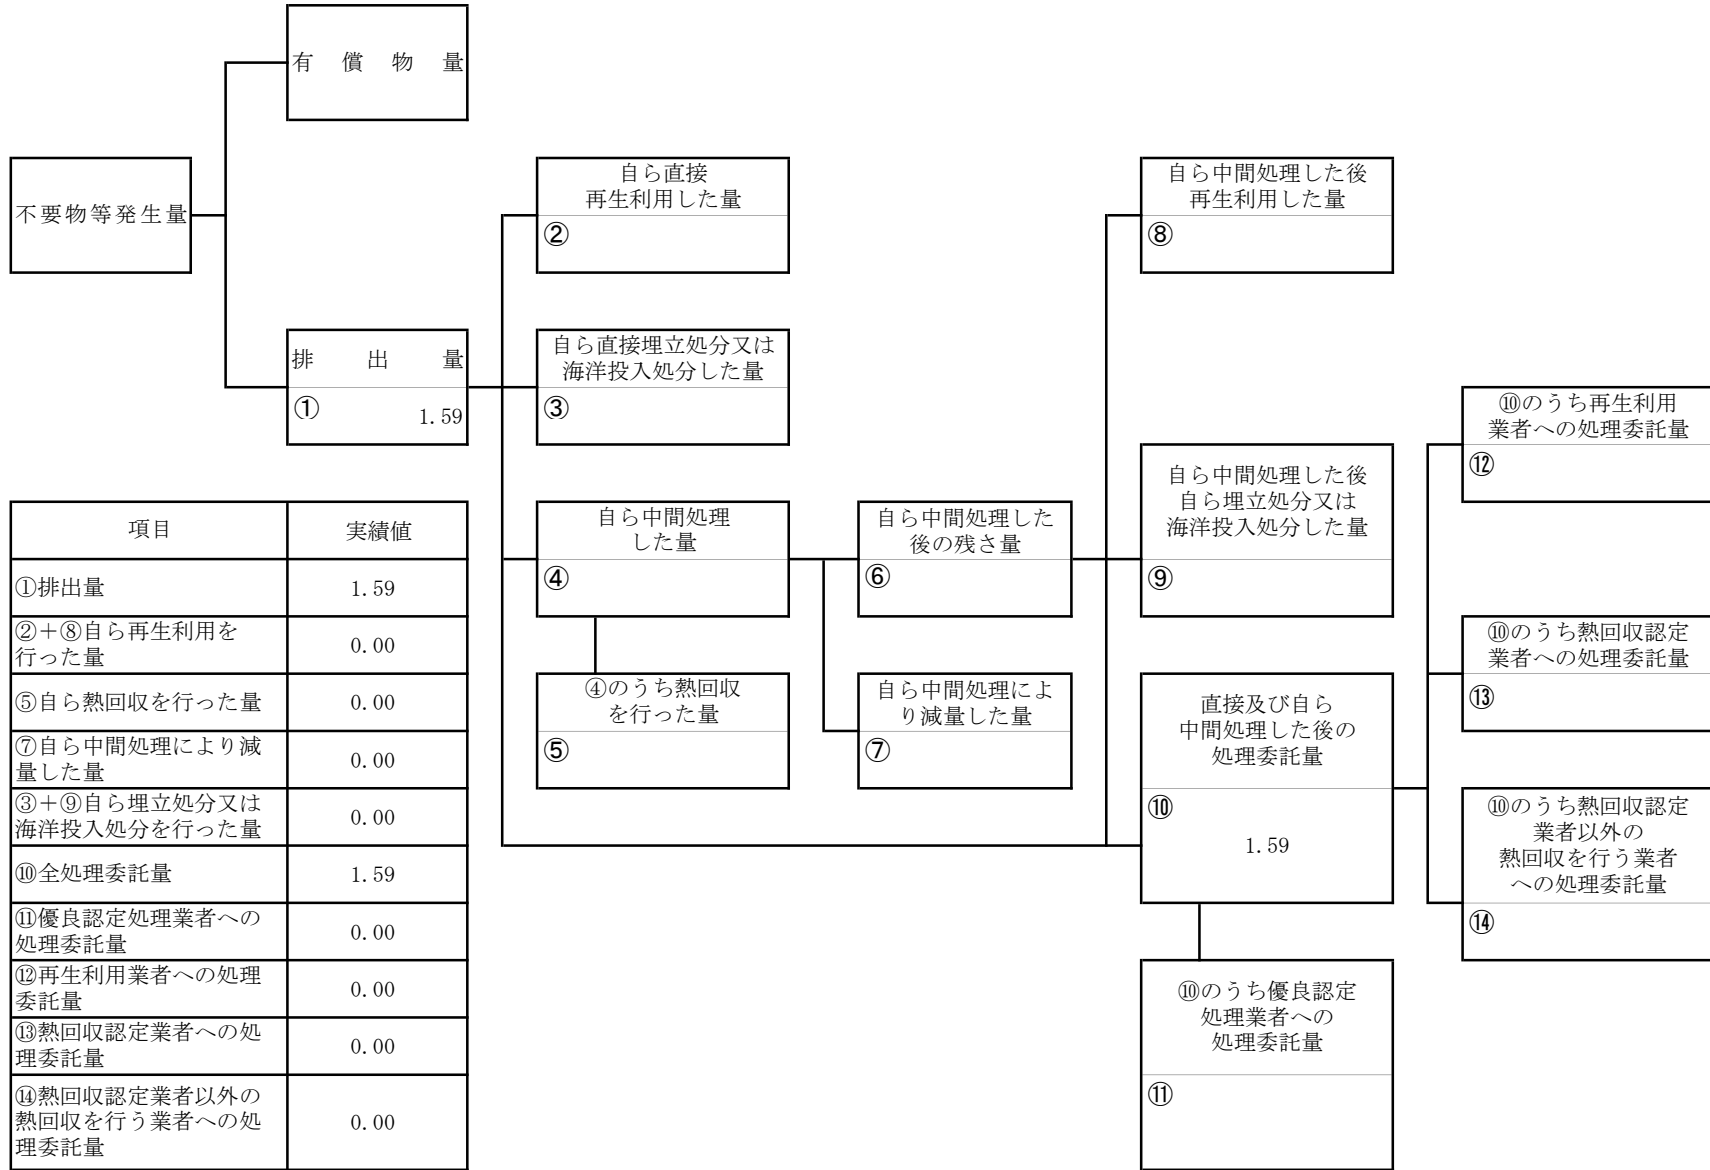 有償物量
不要物等発生量
自ら直接
再生利用した量
②
自ら中間処理した後
再生利用した量
⑧
排出量
① 1.59
自ら直接埋立処分又は
海洋投入処分した量
③
⑩のうち再生利用
業者への処理委託量
⑫
自ら中間処理
した量
④
自ら中間処理した
後の残さ量
⑥
自ら中間処理した後
自ら埋立処分又は
海洋投入処分した量
⑨
⑩のうち熱回収認定
業者への処理委託量
⑬
④のうち熱回収
を行った量
⑤
自ら中間処理によ
り減量した量
⑦
直接及び自ら
中間処理した後の
処理委託量
⑩
1.59
⑩のうち熱回収認定
業者以外の
熱回収を行う業者
への処理委託量
⑭
⑩のうち優良認定
処理業者への
処理委託量
⑪
項目 実績値
①排出量 1.59
②+⑧自ら再生利用を
行った量 0.00
⑤自ら熱回収を行った量 0.00
⑦自ら中間処理により減
量した量 0.00
③+⑨自ら埋立処分又は
海洋投入処分を行った量 0.00
⑩全処理委託量 1.59
⑪優良認定処理業者への
処理委託量 0.00
⑫再生利用業者への処理
委託量 0.00
⑬熱回収認定業者への処
理委託量 0.00
⑭熱回収認定業者以外の
熱回収を行う業者への処
理委託量 0.00